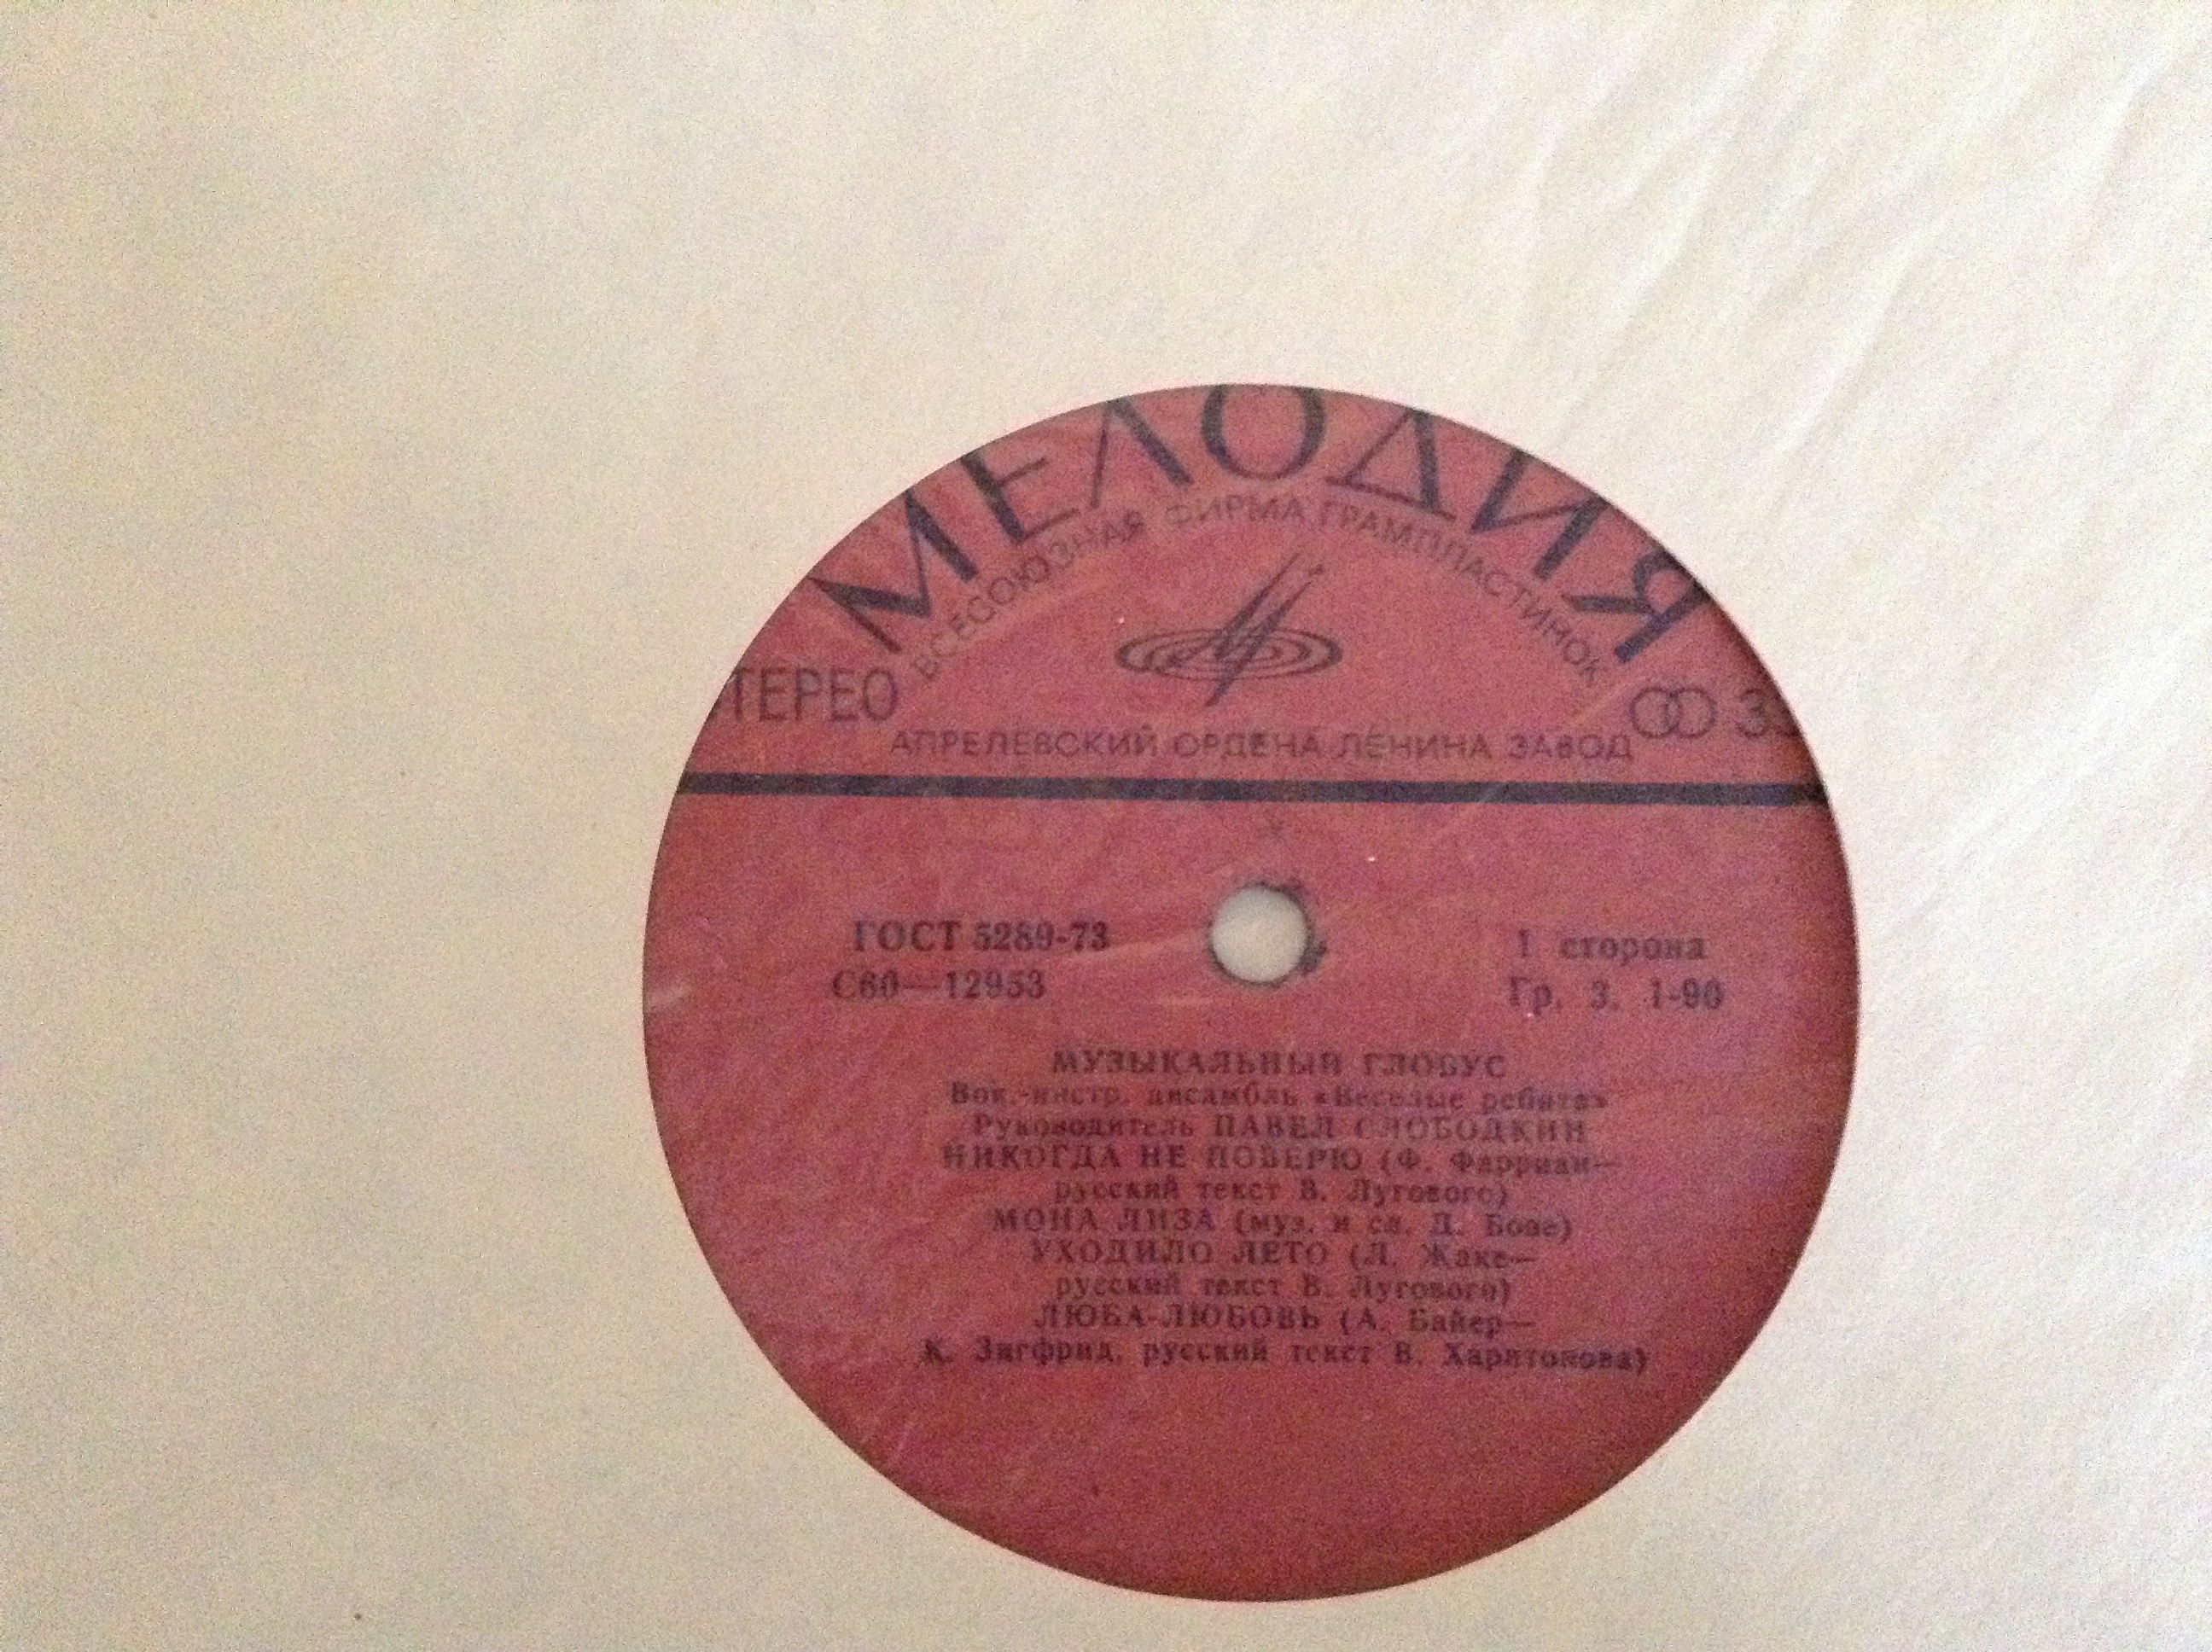 МЕЛОДИЯ
ВСЕСОЮЗНАЯ ФИРМА ГРАМПЛАСТИНОК
ТЕРЕО
33
АПРЕЛЕВСКИЙ ОРДЕНА ЛЕНИНА ЗАВОД
ГОСТ 5289-73
С60—12953
1 сторона
Гр. 3. 1-90
МУЗЫКАЛЬНЫЙ ГЛОБУС
Вок.-инстр. ансамбль «Веселые ребята»
Руководитель ПАВЕЛ СЛОБОДКИН
НИКОГДА НЕ ПОВЕРЮ (Ф. Фарриан—
русский текст В. Лугового)
МОНА ЛИЗА (муз. и сл. Д. Бове)
УХОДИЛО ЛЕТО (Л. Жаке—
русский текст В. Лугового)
ЛЮБА-ЛЮБОВЬ (А. Байер—
К. Зигфрид, русский текст В. Харитонова)